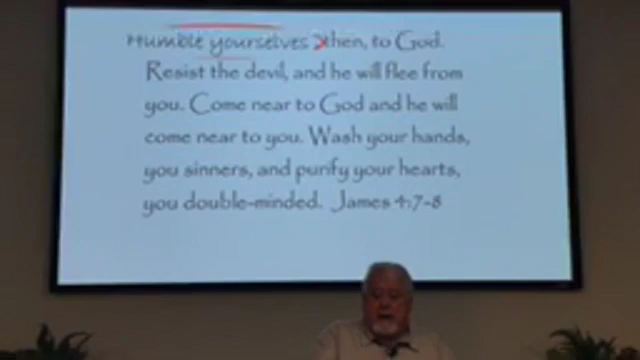 Humble yourselves then, to God.
Resist the devil, and he will flee from
you. Come near to God and he will
come near to you. Wash your hands,
you sinners, and purify your hearts,
you double-minded. James 4:7-8